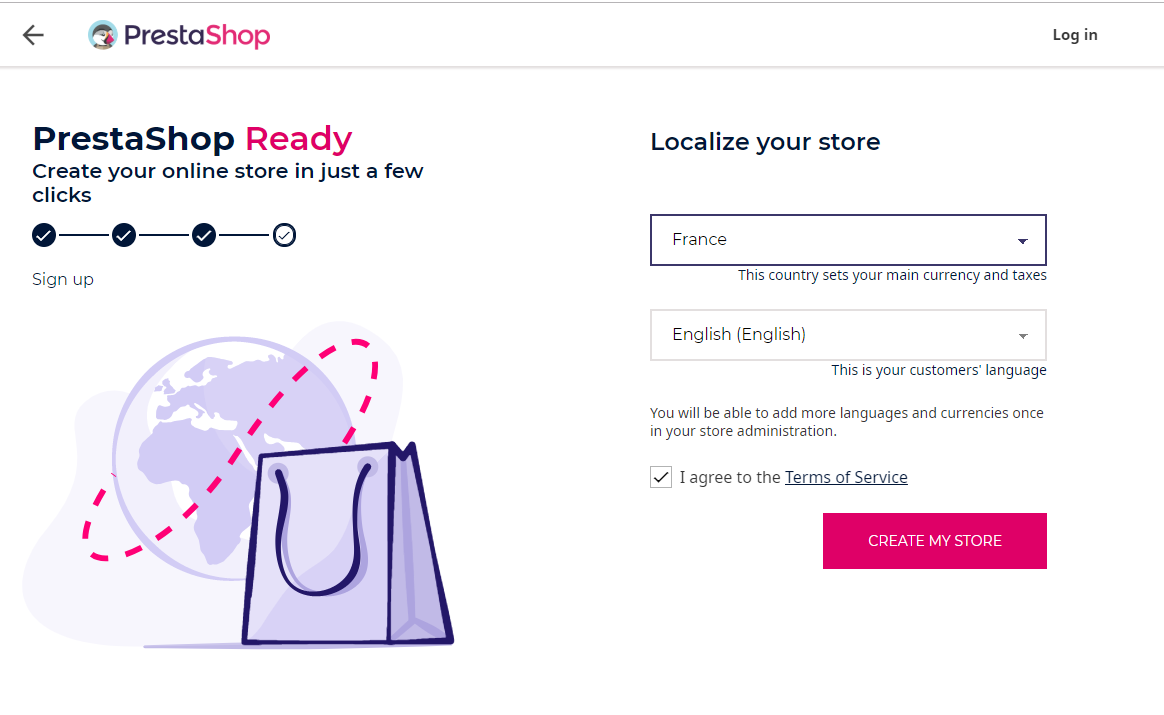 PrestaShop
Log in
PrestaShop Ready
Create your online store in just a few
clicks
Sign up
Localize your store
France
This country sets your main currency and taxes
English (English)
This is your customers' language
You will be able to add more languages and currencies once
in your store administration.
I agree to the Terms of Service
CREATE MY STORE